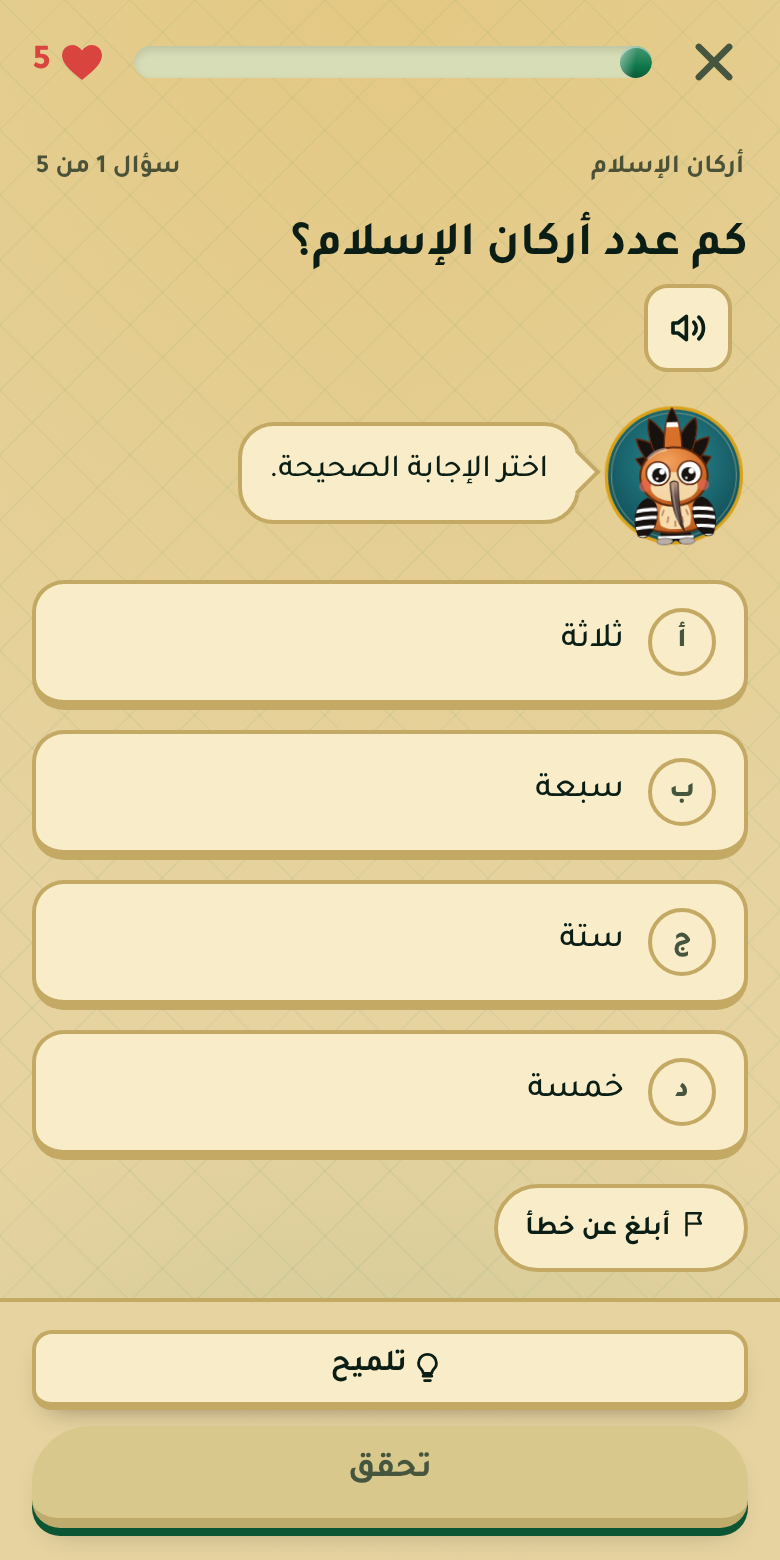 5
أركان الإسلام
سؤال 1 من 5
كم عدد أركان الإسلام؟
اختر الإجابة الصحيحة.
أ ثلاثة
ب سبعة
ج ستة
د خمسة
أبلغ عن خطأ
تلميح
تحقق